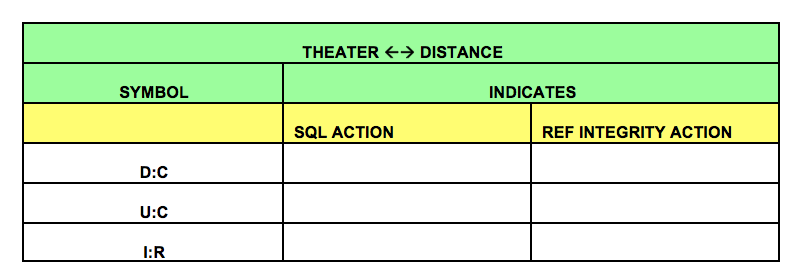 THEATER ←→ DISTANCE
SYMBOL INDICATES
SQL ACTION REF INTEGRITY ACTION
D:C
U:C
I:R